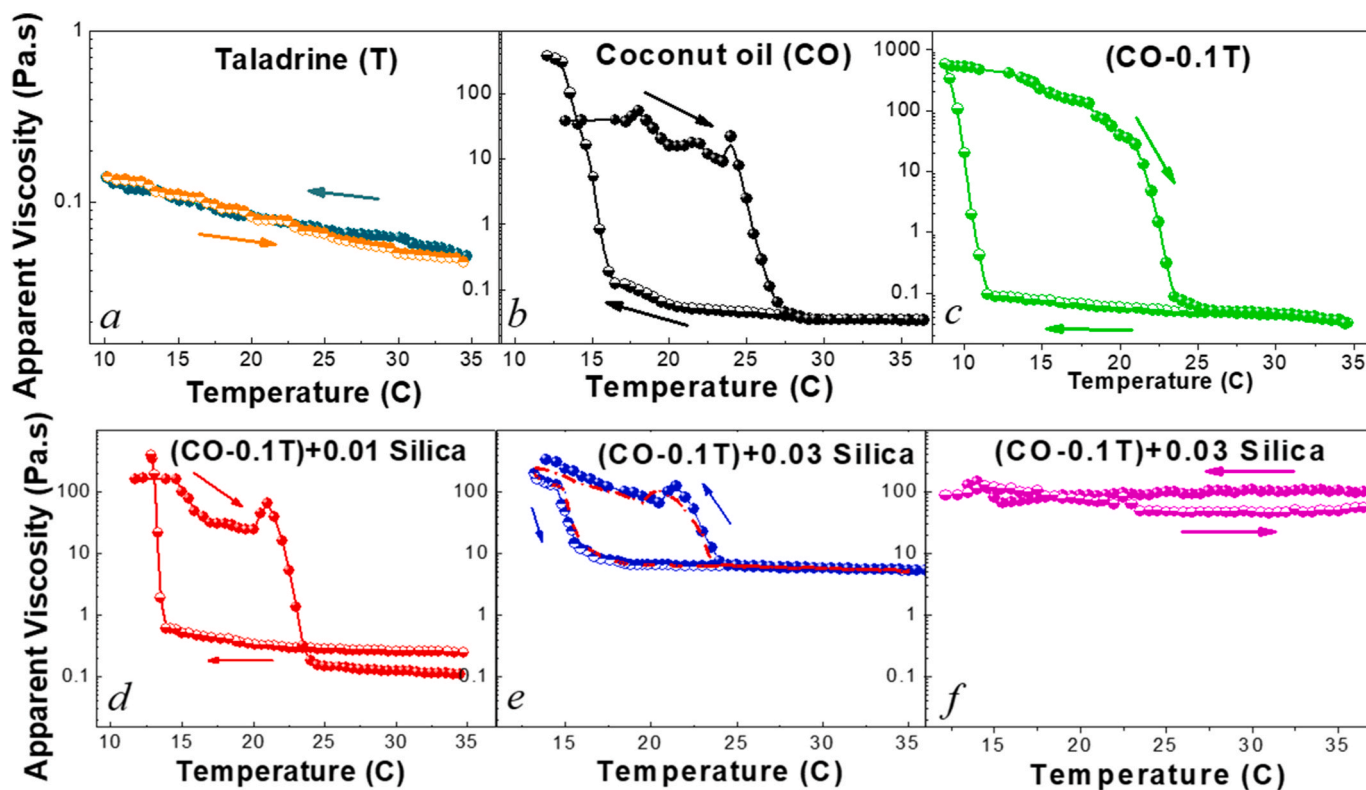 Apparent Viscosity (Pa.s)
1
0.1
Taladrine (T)
a
10 15 20 25 30 35
Temperature (C)
100
10
1
0.1
Coconut oil (CO)
b
10 15 20 25 30 35
Temperature (C)
1000
100
10
1
0.1
(CO-0.1T)
c
10 15 20 25 30 35
Temperature (C)
Apparent Viscosity (Pa.s)
100
10
1
0.1
(CO-0.1T)+0.01 Silica
d
10 15 20 25 30 35
Temperature (C)
100
10
1
0.1
(CO-0.1T)+0.03 Silica
e
15 20 25 30 35
Temperature (C)
100
10
1
0.1
(CO-0.1T)+0.03 Silica
f
15 20 25 30 35
Temperature (C)